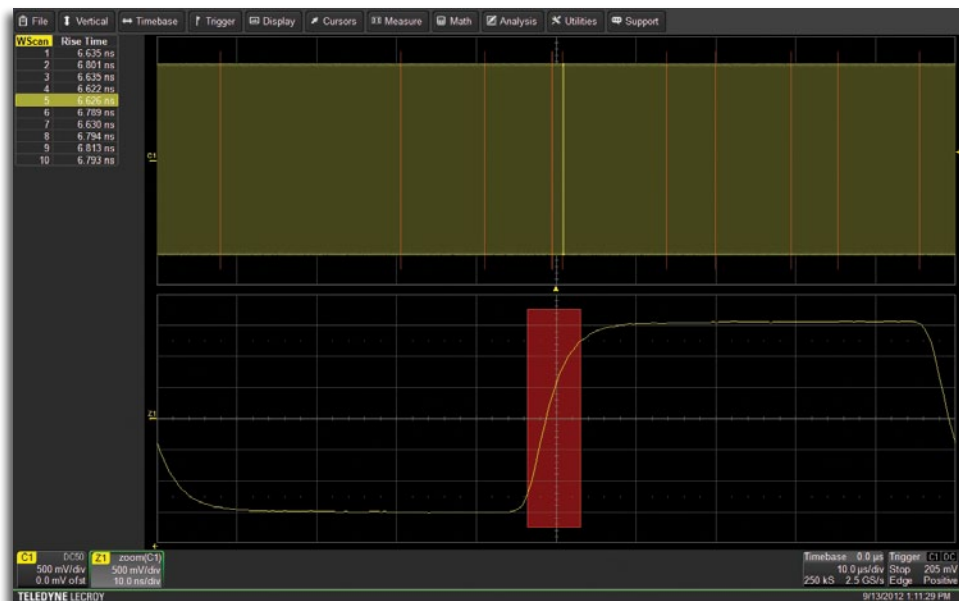 File Vertical Timebase Trigger Display Cursors Measure Math Analysis Utilities Support
WScan Rise Time
1 6.635 ns
2 6.801 ns
3 6.635 ns
4 6.622 ns
5 6.626 ns
6 6.789 ns
7 6.630 ns
8 6.794 ns
9 6.813 ns
10 6.793 ns
C1
Z1
C1 DC50
500 mV/div
0.0 mV ofst
Z1 zoom(C1)
500 mV/div
10.0 ns/div
Timebase 0.0 µs
10.0 µs/div
250 kS 2.5 GS/s
Trigger C1 DC
Stop 205 mV
Edge Positive
TELEDYNE LECROY
9/13/2012 1:11:29 PM